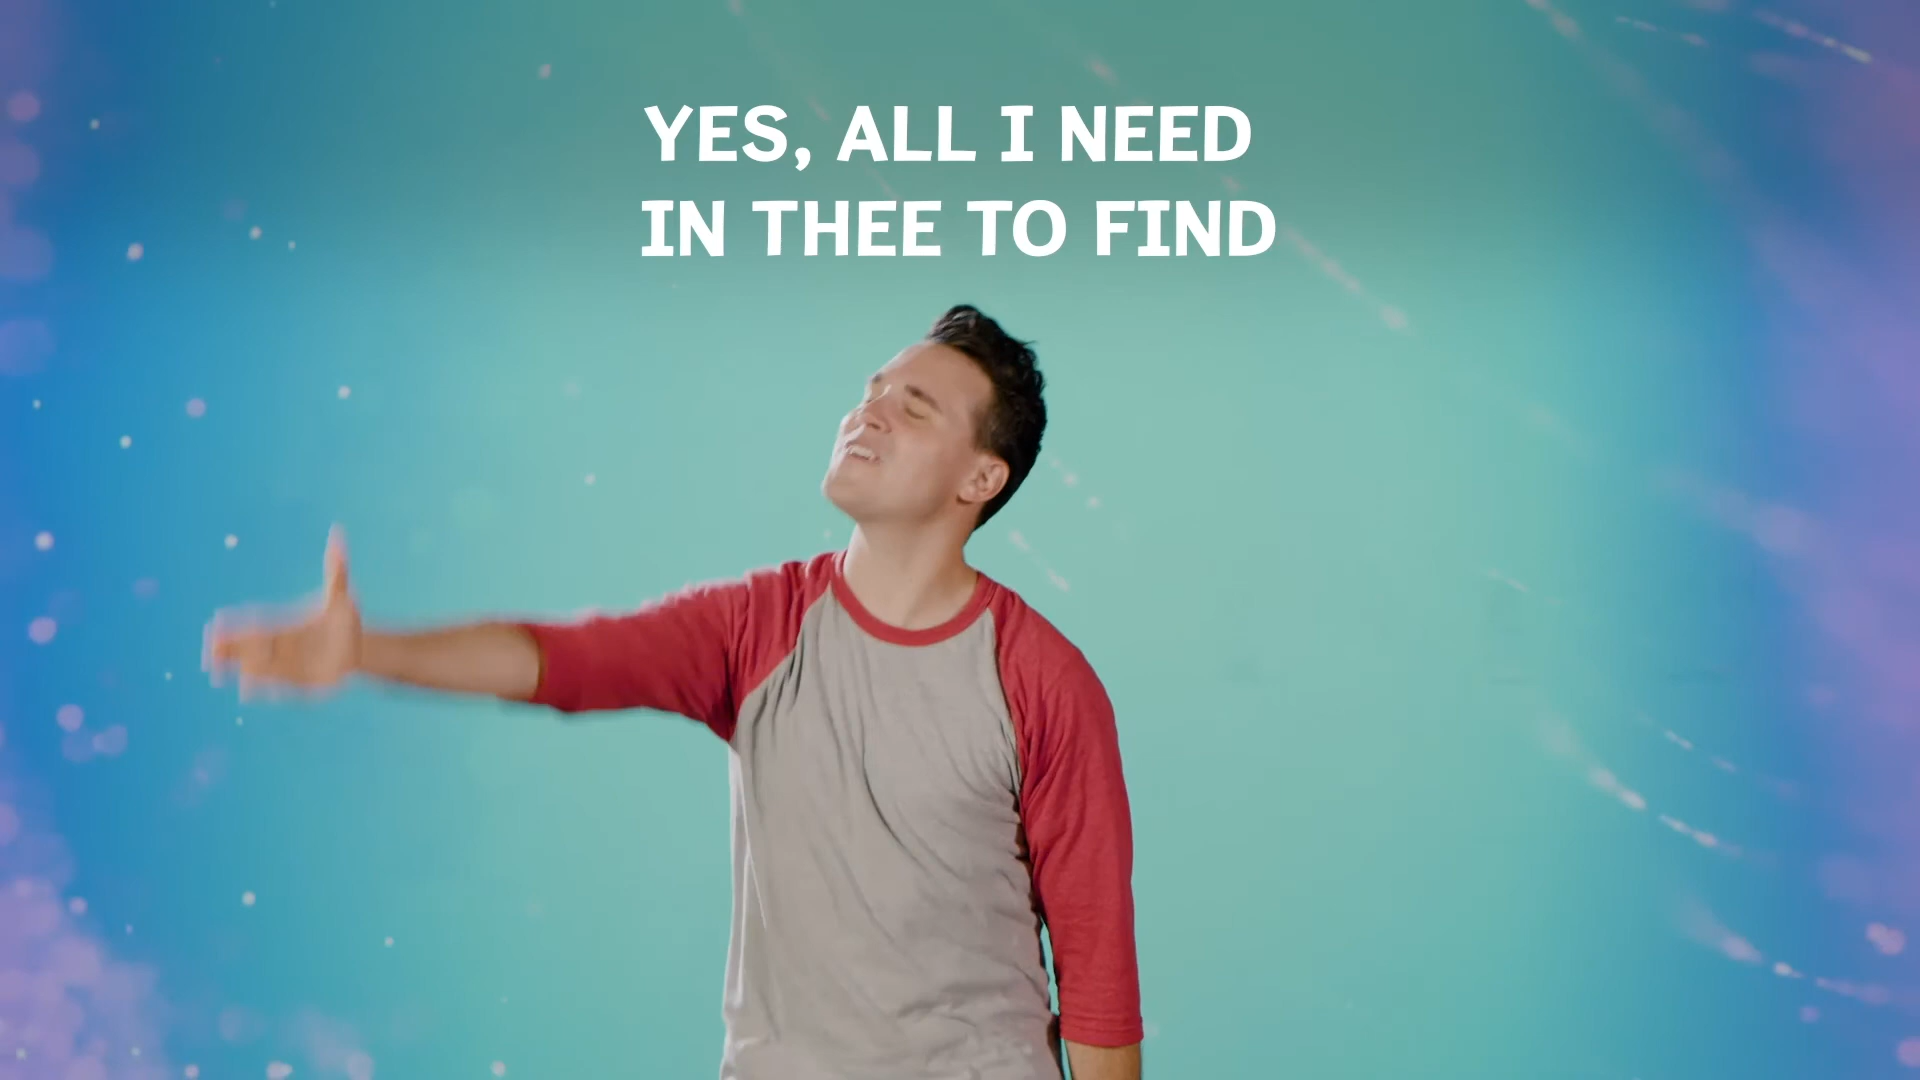 YES, ALL I NEED
IN THEE TO FIND